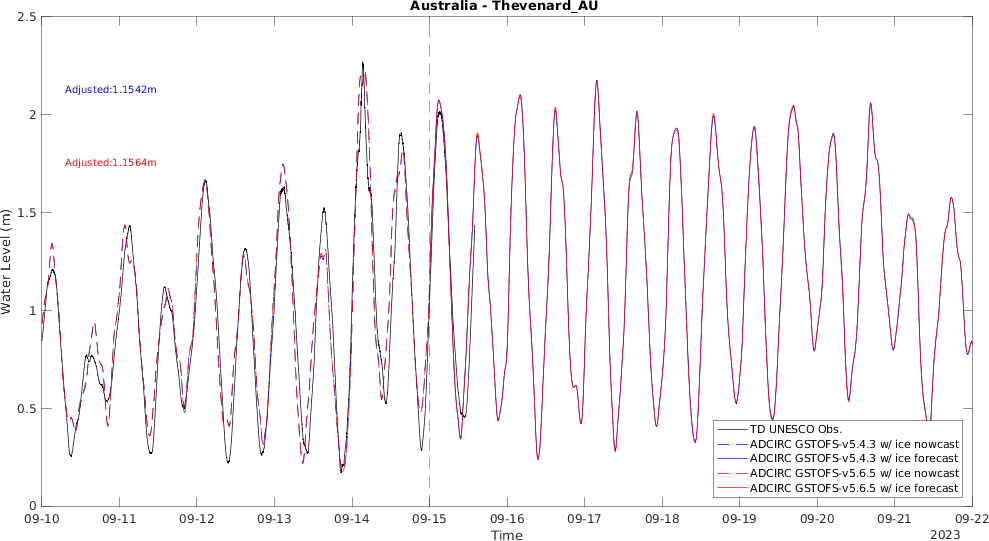 Australia - Thevenard_AU
2.5
2
1.5
1
0.5
0
Water Level (m)
Adjusted:1.1542m
Adjusted:1.1564m
TD UNESCO Obs.
ADCIRC GSTOFS-v5.4.3 w/ ice nowcast
ADCIRC GSTOFS-v5.4.3 w/ ice forecast
ADCIRC GSTOFS-v5.6.5 w/ ice nowcast
ADCIRC GSTOFS-v5.6.5 w/ ice forecast
09-10 09-11 09-12 09-13 09-14 09-15 09-16 09-17 09-18 09-19 09-20 09-21 09-22
Time
2023